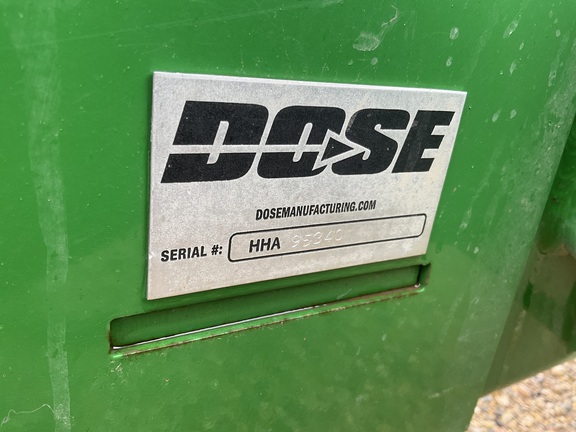 DOSE
DOSEMANUFACTURING.COM
SERIAL #: HHA